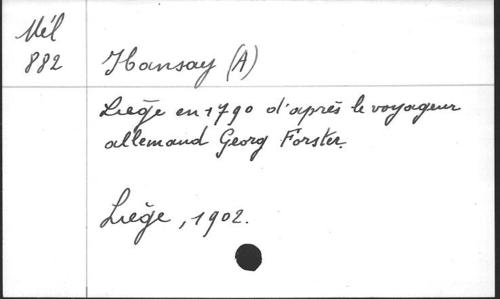 Mél
882
Hansay (A)
Liège en 1790 d'après le voyageur
allemand Georg Forster.
Liège, 1902.